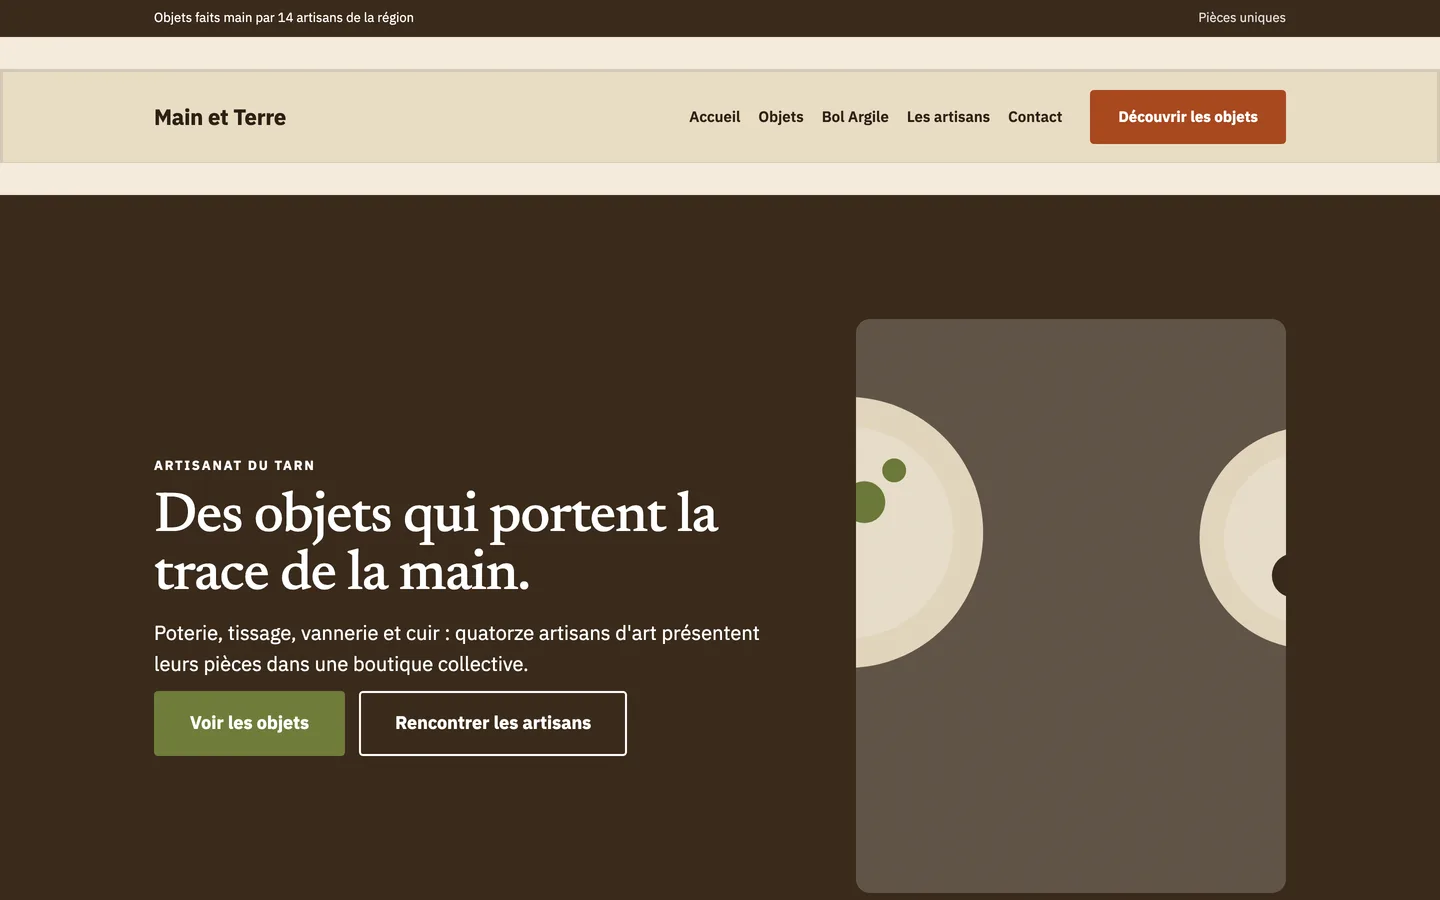 Objets faits main par 14 artisans de la région
Pièces uniques
Main et Terre
Accueil
Objets
Bol Argile
Les artisans
Contact
Découvrir les objets
ARTISANAT DU TARN
Des objets qui portent la
trace de la main.
Poterie, tissage, vannerie et cuir : quatorze artisans d'art présentent
leurs pièces dans une boutique collective.
Voir les objets
Rencontrer les artisans